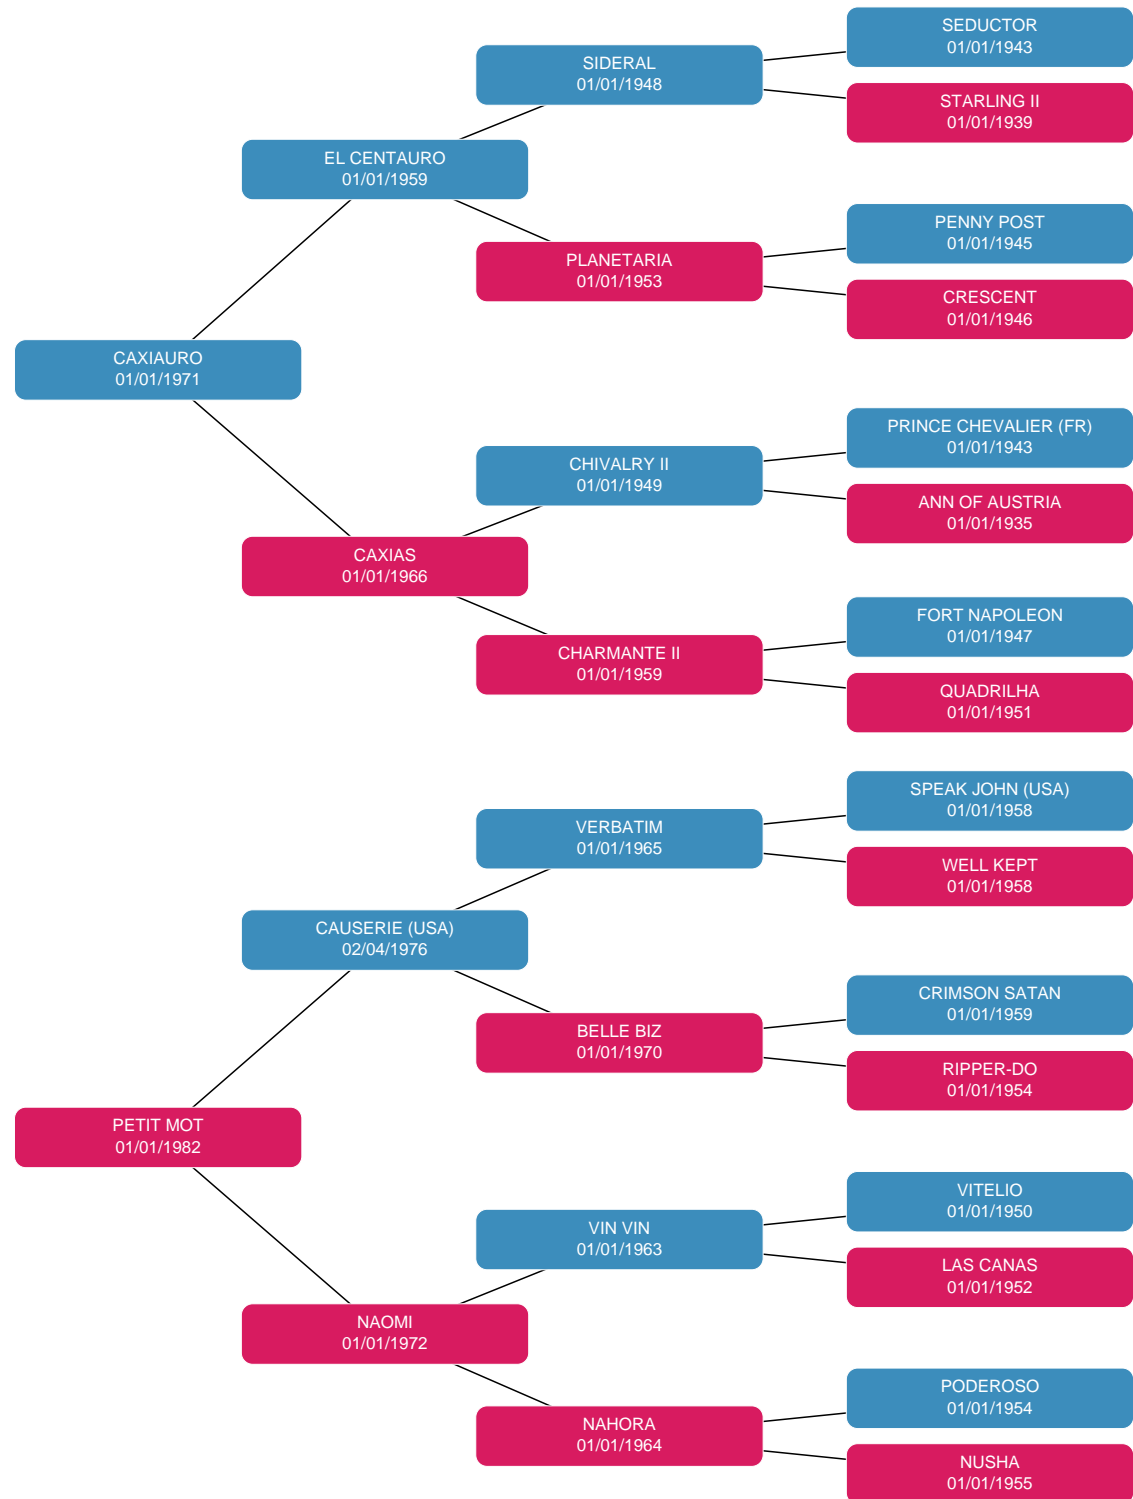 SEDUCTOR
01/01/1943
SIDERAL
01/01/1948
STARLING II
01/01/1939
EL CENTAURO
01/01/1959
PENNY POST
01/01/1945
PLANETARIA
01/01/1953
CRESCENT
01/01/1946
CAXIAURO
01/01/1971
PRINCE CHEVALIER (FR)
01/01/1943
CHIVALRY II
01/01/1949
ANN OF AUSTRIA
01/01/1935
CAXIAS
01/01/1966
FORT NAPOLEON
01/01/1947
CHARMANTE II
01/01/1959
QUADRILHA
01/01/1951
SPEAK JOHN (USA)
01/01/1958
VERBATIM
01/01/1965
WELL KEPT
01/01/1958
CAUSERIE (USA)
02/04/1976
CRIMSON SATAN
01/01/1959
BELLE BIZ
01/01/1970
RIPPER-DO
01/01/1954
PETIT MOT
01/01/1982
VITELIO
01/01/1950
VIN VIN
01/01/1963
LAS CANAS
01/01/1952
NAOMI
01/01/1972
PODEROSO
01/01/1954
NAHORA
01/01/1964
NUSHA
01/01/1955